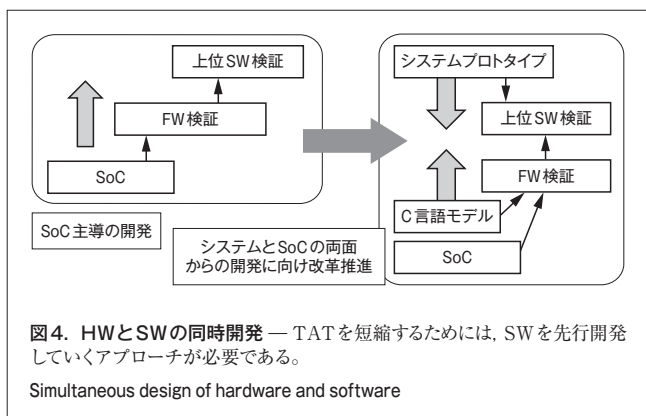 上位SW検証
FW検証
SoC
SoC主導の開発
システムプロトタイプ
上位SW検証
FW検証
C言語モデル
SoC
システムとSoCの両面
からの開発に向け改革推進
図4. HWとSWの同時開発 — TATを短縮するためには, SWを先行開発
していくアプローチが必要である。
Simultaneous design of hardware and software